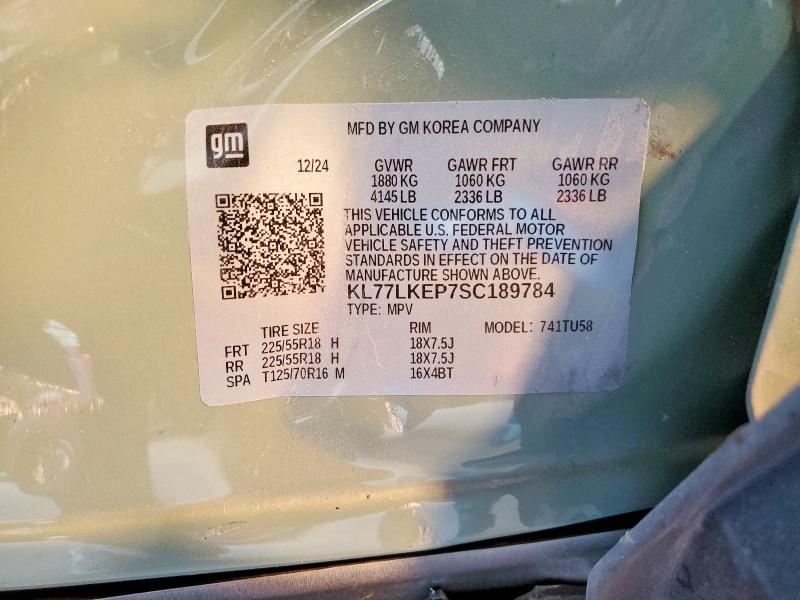 gm
MFD BY GM KOREA COMPANY
12/24 GVWR GAWR FRT GAWR RR
1880 KG 1060 KG 1060 KG
4145 LB 2336 LB 2336 LB
THIS VEHICLE CONFORMS TO ALL
APPLICABLE U.S. FEDERAL MOTOR
VEHICLE SAFETY AND THEFT PREVENTION
STANDARDS IN EFFECT ON THE DATE OF
MANUFACTURE SHOWN ABOVE.
KL77LKEP7SC189784
TYPE: MPV
TIRE SIZE RIM MODEL: 741TU58
FRT 225/55R18 H 18X7.5J
RR 225/55R18 H 18X7.5J
SPA T125/70R16 M 16X4BT